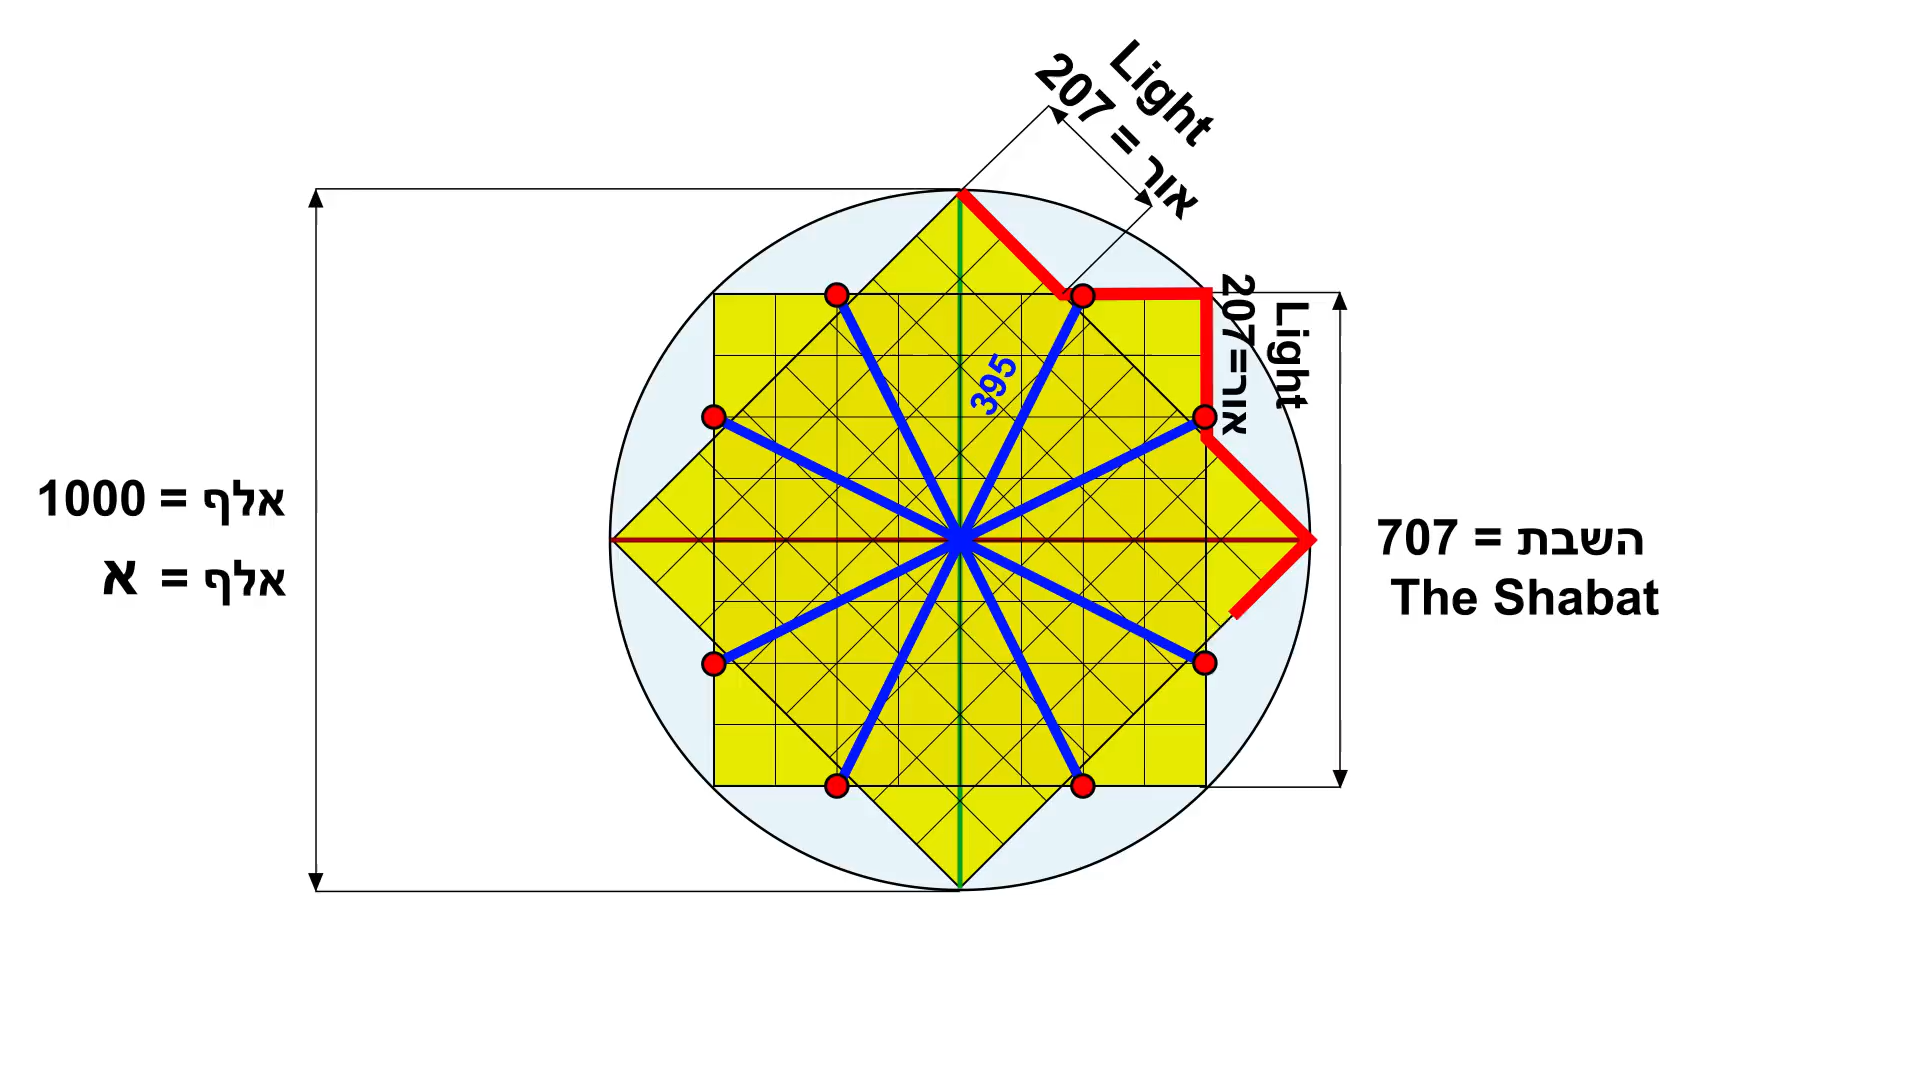 Light
207 = אור
Light
207=אור
395
1000 = אלף
א = אלף
707 = השבת
The Shabat